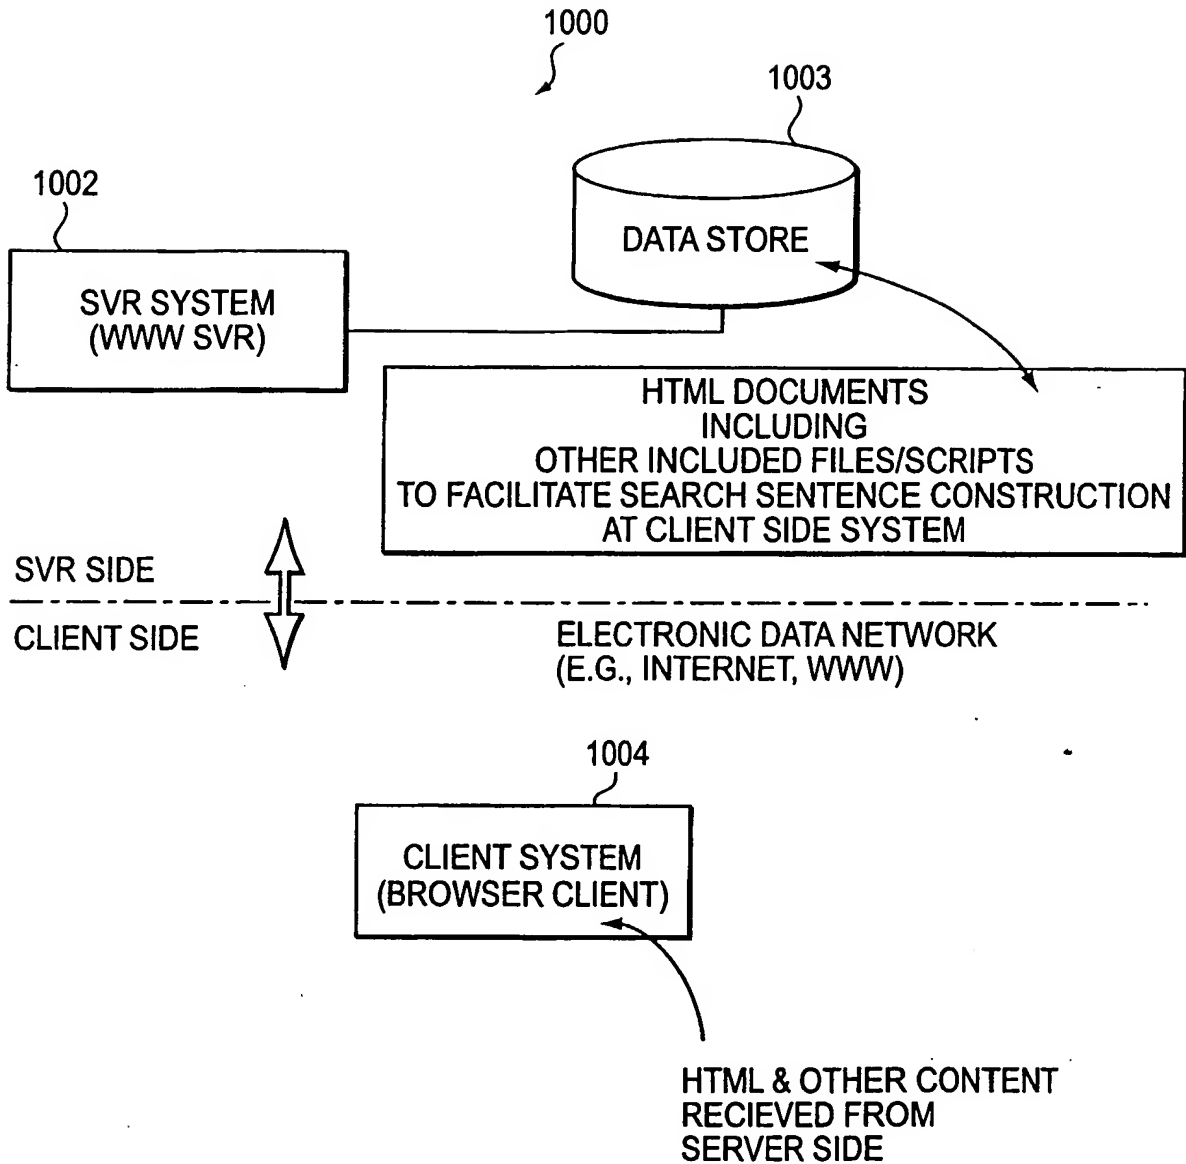 1000
1003
1002
DATA STORE
SVR SYSTEM
(WWW SVR)
HTML DOCUMENTS
INCLUDING
OTHER INCLUDED FILES/SCRIPTS
TO FACILITATE SEARCH SENTENCE CONSTRUCTION
AT CLIENT SIDE SYSTEM
SVR SIDE
CLIENT SIDE
ELECTRONIC DATA NETWORK
(E.G., INTERNET, WWW)
1004
CLIENT SYSTEM
(BROWSER CLIENT)
HTML & OTHER CONTENT
RECIEVED FROM
SERVER SIDE